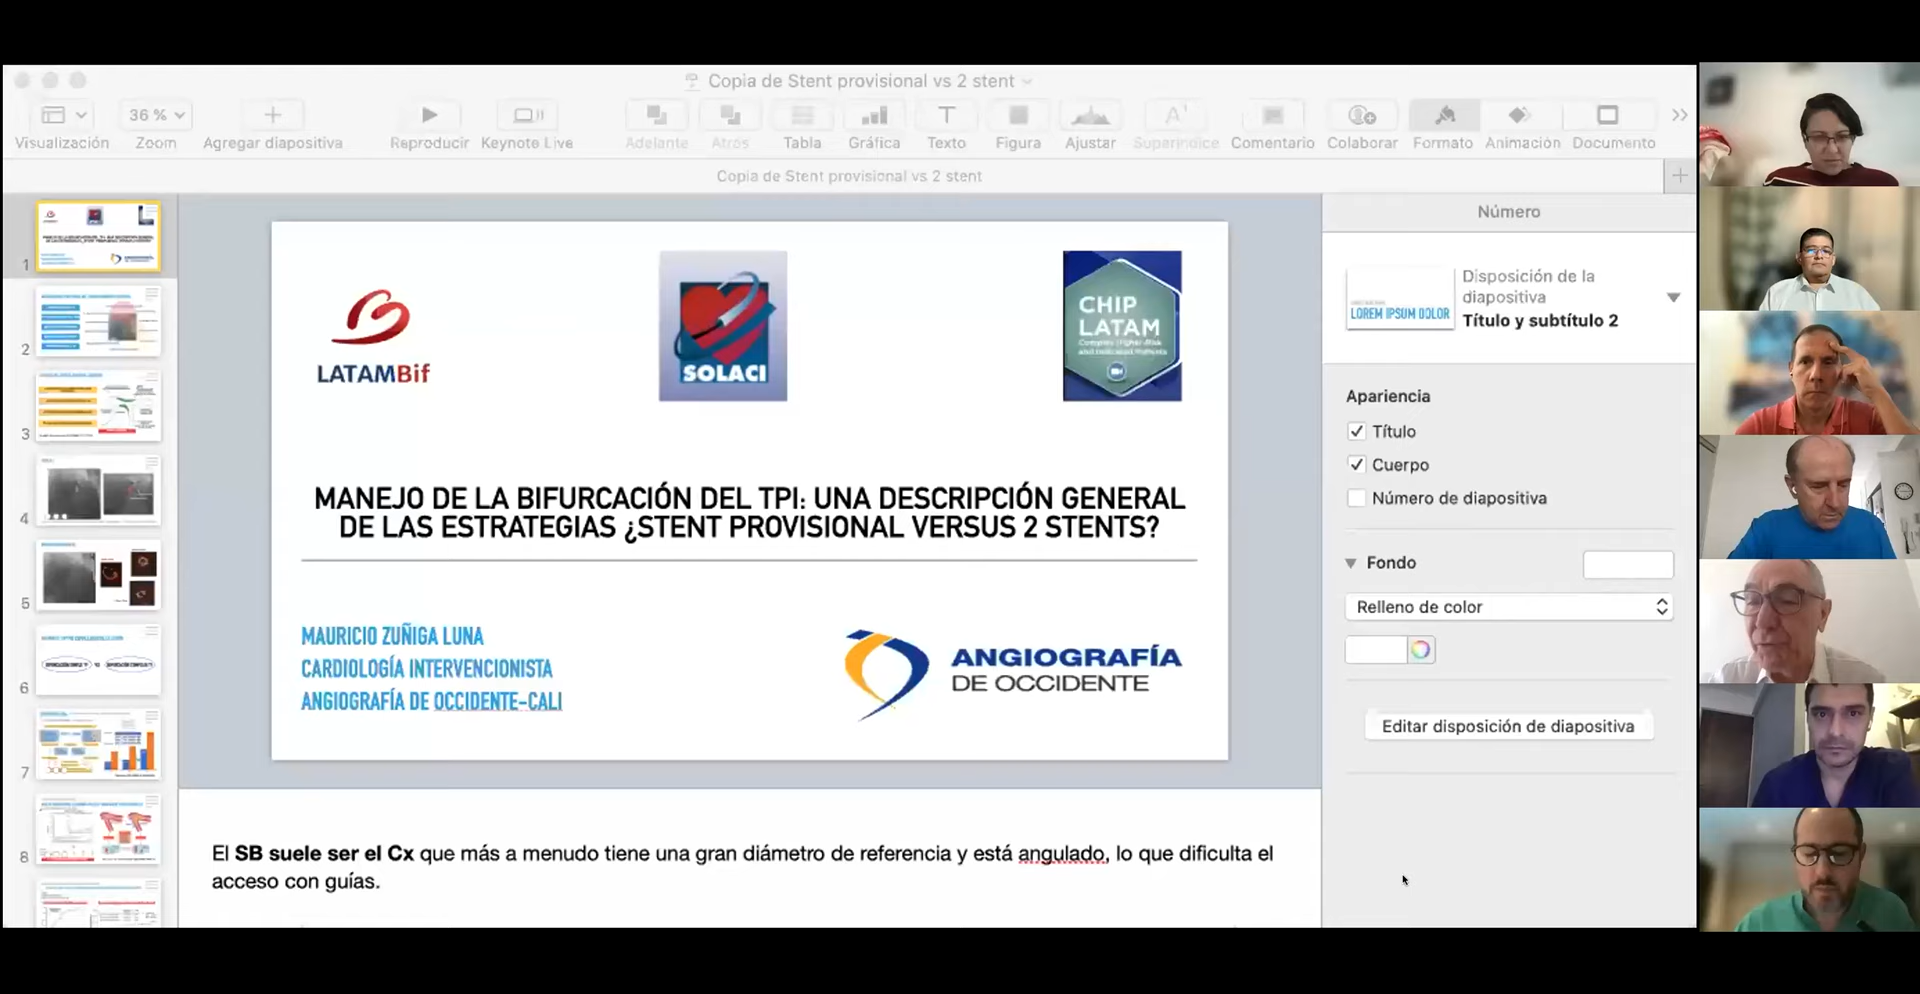 Copia de Stent provisional vs 2 stent
36 %
Visualización
Zoom
Agregar diapositiva
Reproducir
Keynote Live
Adelante
Atrás
Tabla
Gráfica
Texto
Figura
Ajustar
Superíndice
Comentario
Colaborar
Formato
Animación
Documento
Copia de Stent provisional vs 2 stent
1
2
3
4
5
6
7
8
LATAMBif
SOLACI
CHIP
LATAM
MANEJO DE LA BIFURCACIÓN DEL TPI: UNA DESCRIPCIÓN GENERAL
DE LAS ESTRATEGIAS ¿STENT PROVISIONAL VERSUS 2 STENTS?
MAURICIO ZUÑIGA LUNA
CARDIOLOGÍA INTERVENCIONISTA
ANGIOGRAFÍA DE OCCIDENTE-CALI
ANGIOGRAFÍA
DE OCCIDENTE
El SB suele ser el Cx que más a menudo tiene una gran diámetro de referencia y está angulado, lo que dificulta el
acceso con guías.
Número
LOREM IPSUM DOLOR
Disposición de la
diapositiva
Título y subtítulo 2
Apariencia
Título
Cuerpo
Número de diapositiva
Fondo
Relleno de color
Editar disposición de diapositiva